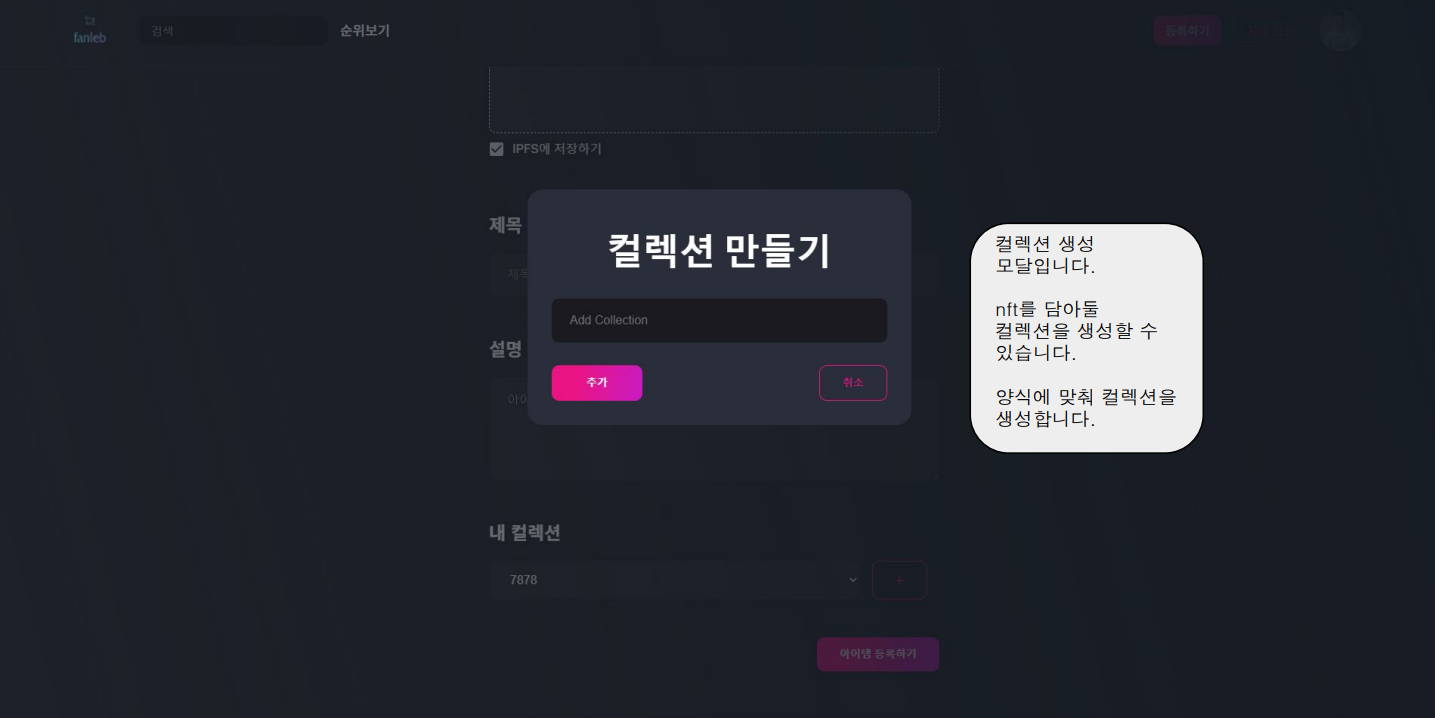 fanleb
검색
순위보기
등록하기
IPFS에 저장하기
제목
컬렉션 만들기
제목
Add Collection
설명
추가
취소
아이
내 컬렉션
7878
+
아이템 등록하기
컬렉션 생성
모달입니다.
nft를 담아둘
컬렉션을 생성할 수
있습니다.
양식에 맞춰 컬렉션을
생성합니다.